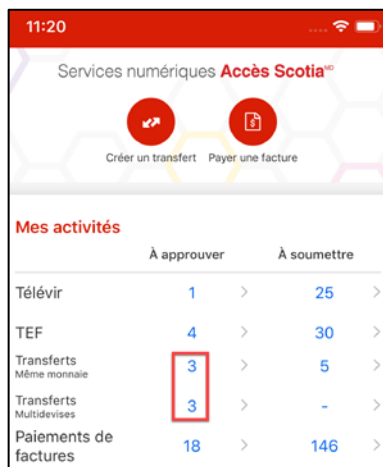 11:20
Services numériques Accès Scotia MD
Créer un transfert Payer une facture
Mes activités
À approuver À soumettre
Télévir 1 > 25 >
TEF 4 > 30 >
Transferts
Même monnaie 3 > 5 >
Transferts
Multidevises 3 > - >
Paiements de
factures 18 > 146 >